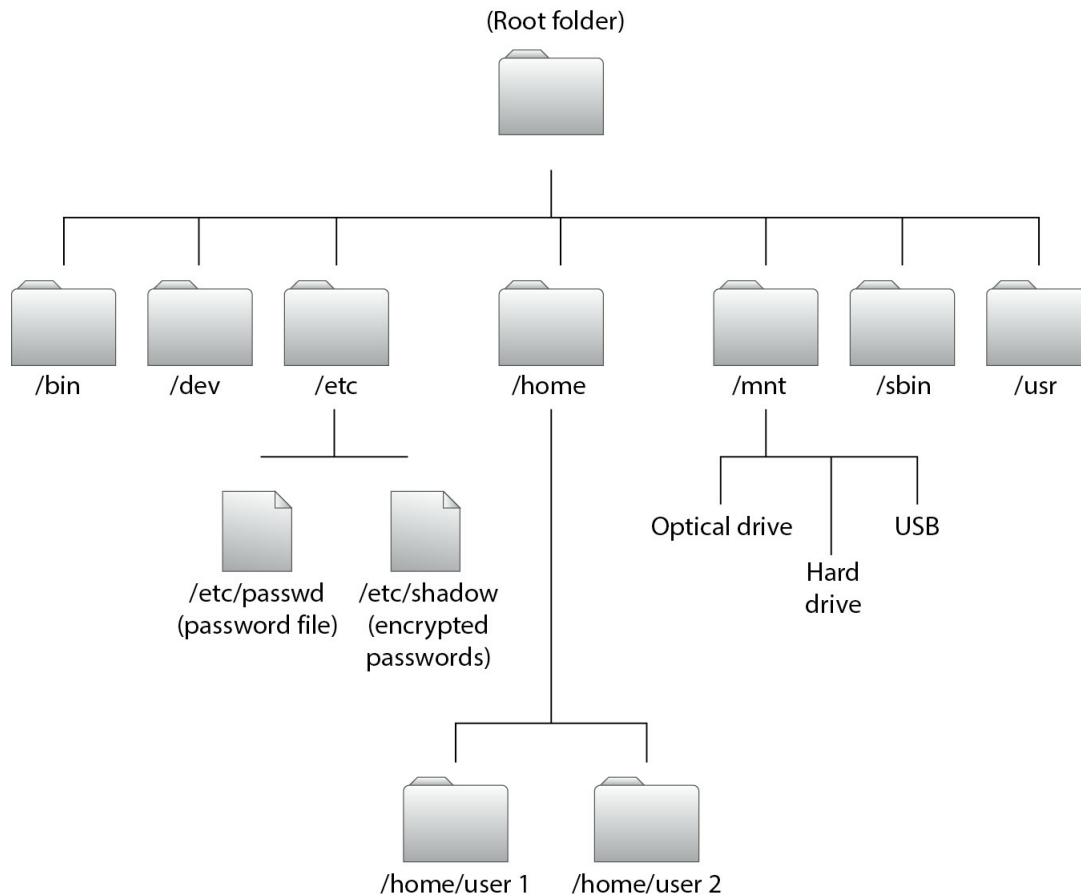 (Root folder)
/bin
/dev
/etc
/home
/mnt
/sbin
/usr
/etc/passwd
(password file)
/etc/shadow
(encrypted
passwords)
Optical drive
Hard
drive
USB
/home/user 1
/home/user 2